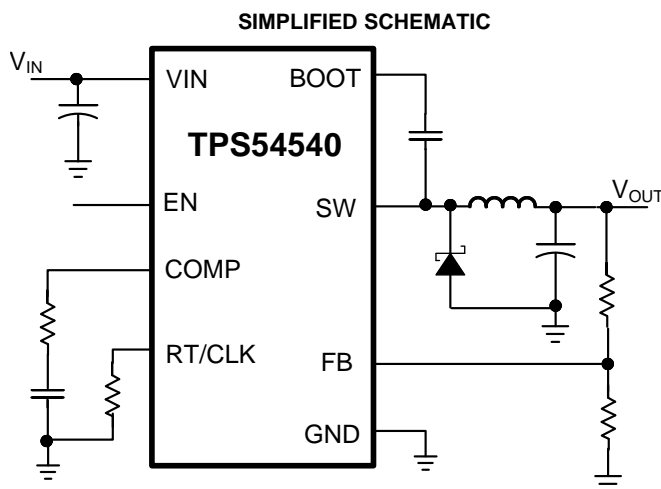 SIMPLIFIED SCHEMATIC
VIN
VIN
BOOT
TPS54540
EN
SW
VOUT
COMP
RT/CLK
FB
GND